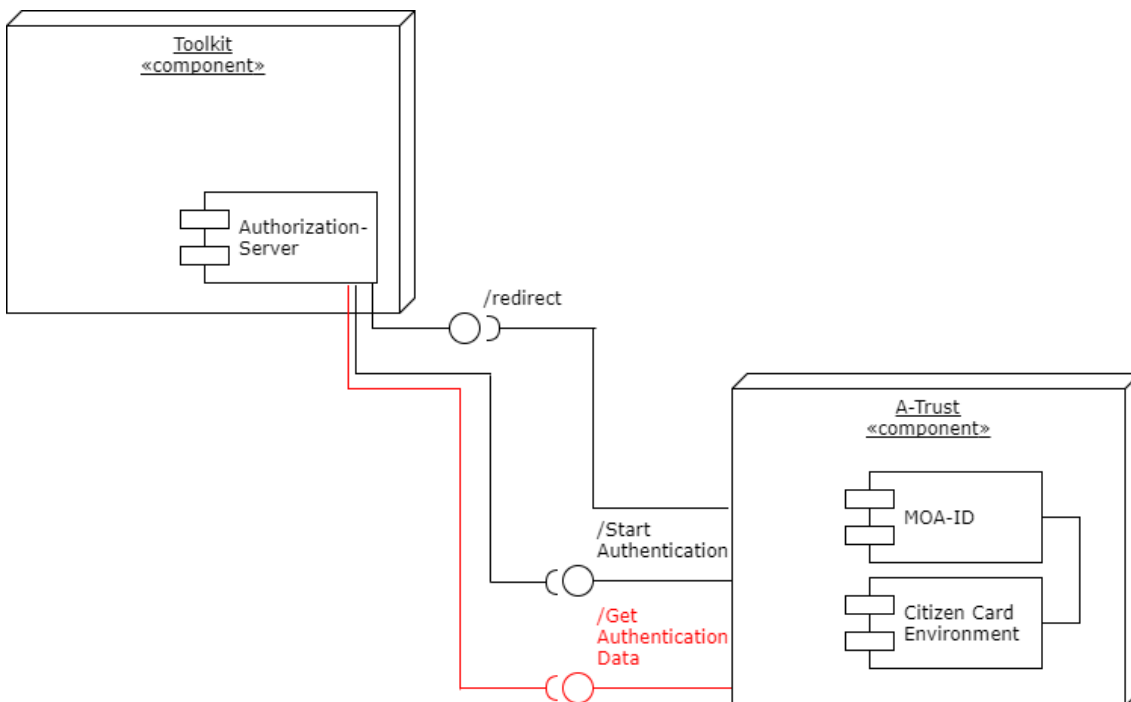 Toolkit
«component»
Authorization-
Server
/redirect
A-Trust
«component»
MOA-ID
/Start
Authentication
Citizen Card
Environment
/Get
Authentication
Data